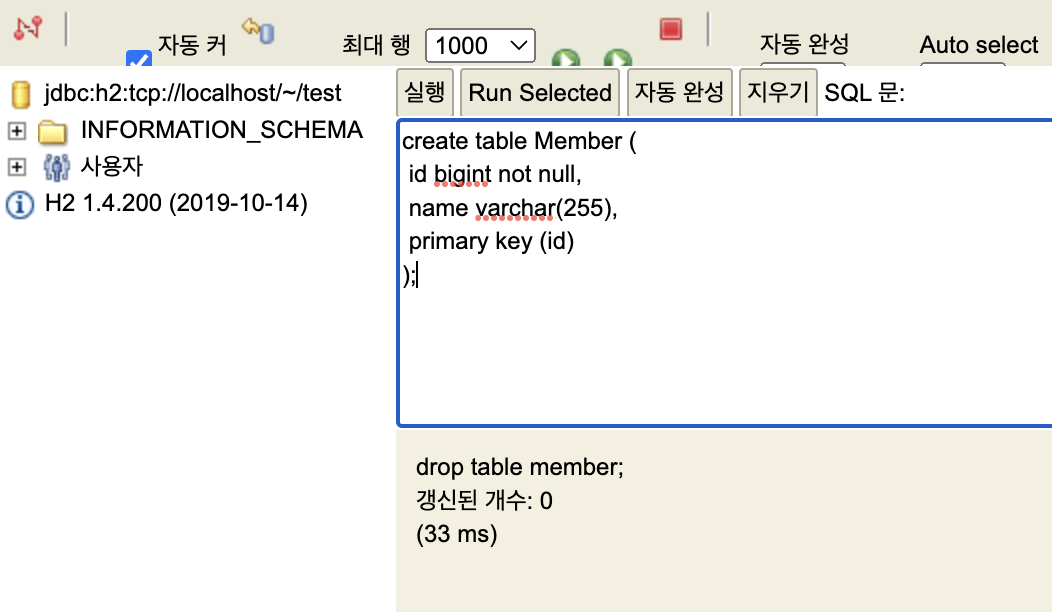 자동 커
최대 행 1000
자동 완성
Auto select
jdbc:h2:tcp://localhost/~/test
INFORMATION_SCHEMA
사용자
H2 1.4.200 (2019-10-14)
실행 Run Selected 자동 완성 지우기 SQL 문:
create table Member (
id bigint not null,
name varchar(255),
primary key (id)
);
drop table member;
갱신된 개수: 0
(33 ms)